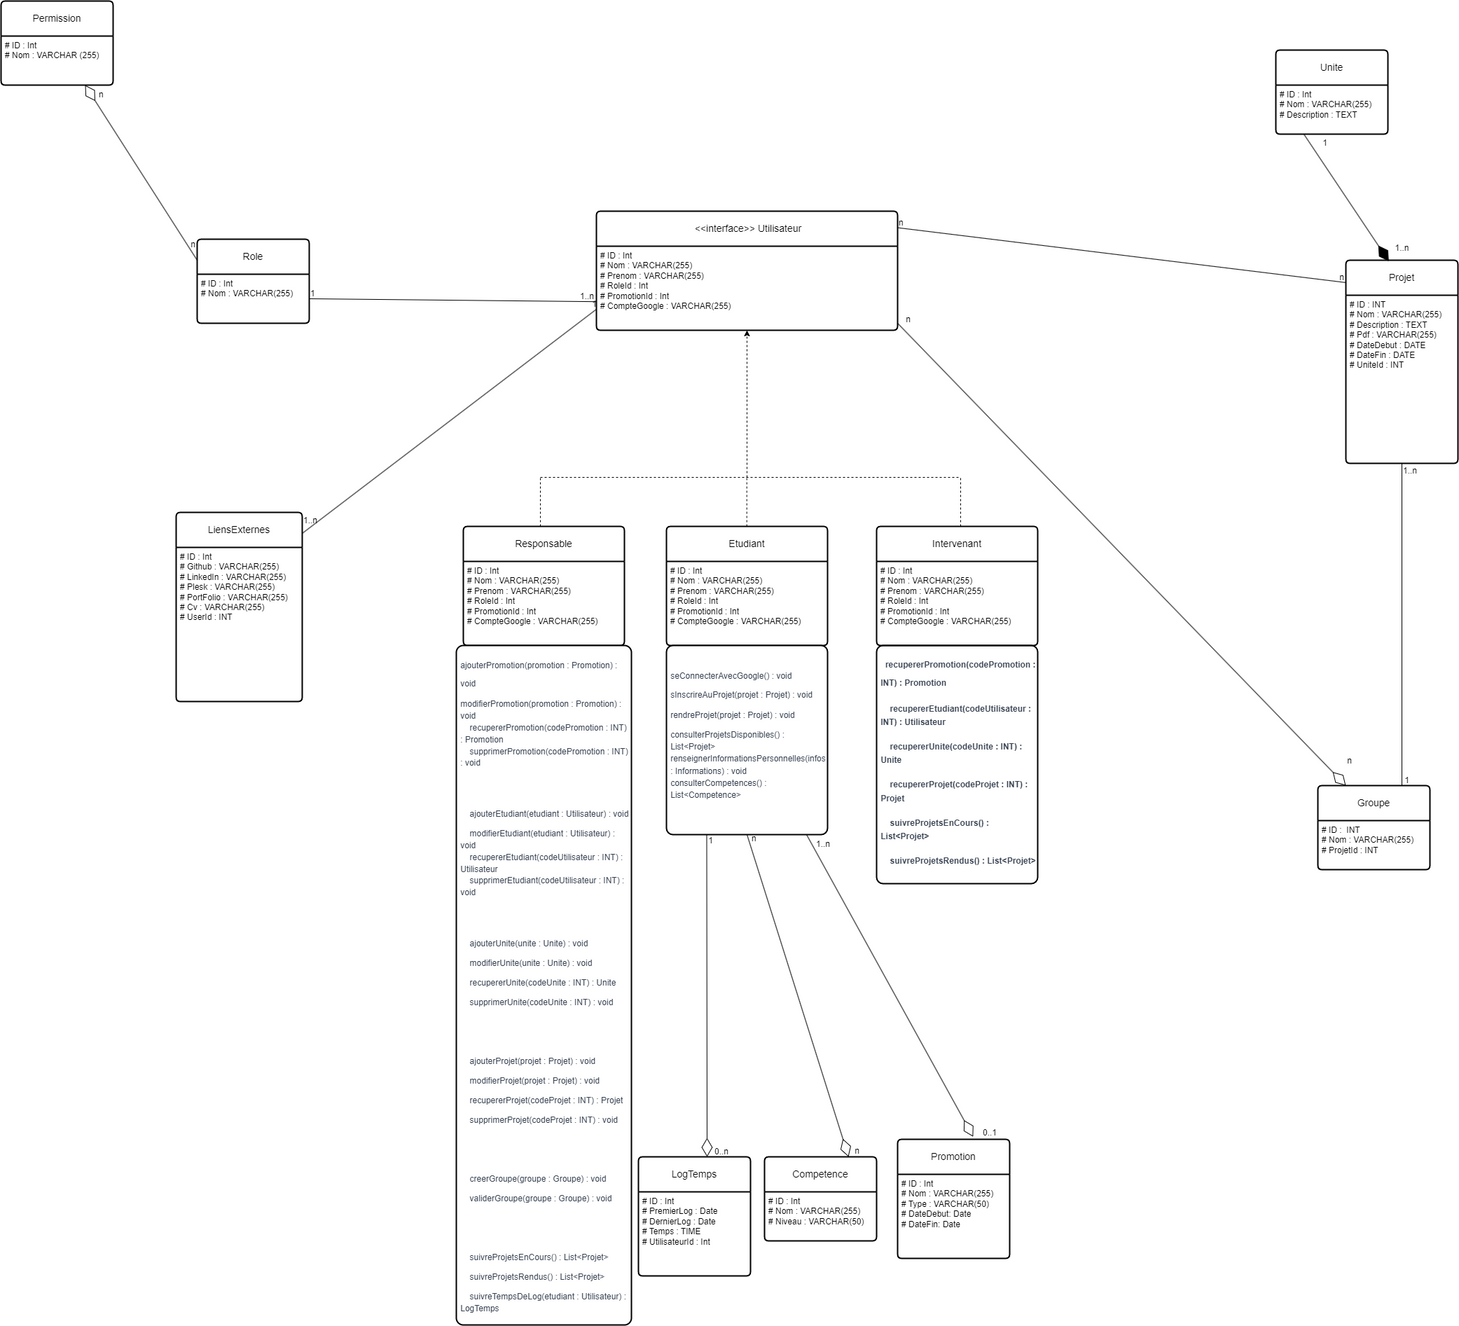 Permission
# ID : Int
# Nom : VARCHAR (255)
n
n
Role
# ID : Int
# Nom : VARCHAR(255)
1
1..n
<<interface>> Utilisateur
# ID : Int
# Nom : VARCHAR(255)
# Prenom : VARCHAR(255)
# RoleId : Int
# PromotionId : Int
# CompteGoogle : VARCHAR(255)
n
n
n
Unite
# ID : Int
# Nom : VARCHAR(255)
# Description : TEXT
1
1..n
Projet
# ID : INT
# Nom : VARCHAR(255)
# Description : TEXT
# Pdf : VARCHAR(255)
# DateDebut : DATE
# DateFin : DATE
# UniteId : INT
1..n
1..n
LiensExternes
# ID : Int
# Github : VARCHAR(255)
# LinkedIn : VARCHAR(255)
# Plesk : VARCHAR(255)
# PortFolio : VARCHAR(255)
# Cv : VARCHAR(255)
# UserId : INT
Responsable
# ID : Int
# Nom : VARCHAR(255)
# Prenom : VARCHAR(255)
# RoleId : Int
# PromotionId : Int
# CompteGoogle : VARCHAR(255)
ajouterPromotion(promotion : Promotion) :
void
modifierPromotion(promotion : Promotion) :
void
recupererPromotion(codePromotion : INT)
: Promotion
supprimerPromotion(codePromotion : INT)
: void
ajouterEtudiant(etudiant : Utilisateur) : void
modifierEtudiant(etudiant : Utilisateur) :
void
recupererEtudiant(codeUtilisateur : INT) :
Utilisateur
supprimerEtudiant(codeUtilisateur : INT) :
void
ajouterUnite(unite : Unite) : void
modifierUnite(unite : Unite) : void
recupererUnite(codeUnite : INT) : Unite
supprimerUnite(codeUnite : INT) : void
ajouterProjet(projet : Projet) : void
modifierProjet(projet : Projet) : void
recupererProjet(codeProjet : INT) : Projet
supprimerProjet(codeProjet : INT) : void
creerGroupe(groupe : Groupe) : void
validerGroupe(groupe : Groupe) : void
suivreProjetsEnCours() : List<Projet>
suivreProjetsRendus() : List<Projet>
suivreTempsDeLog(etudiant : Utilisateur) :
LogTemps
Etudiant
# ID : Int
# Nom : VARCHAR(255)
# Prenom : VARCHAR(255)
# RoleId : Int
# PromotionId : Int
# CompteGoogle : VARCHAR(255)
seConnecterAvecGoogle() : void
sInscrireAuProjet(projet : Projet) : void
rendreProjet(projet : Projet) : void
consulterProjetsDisponibles() :
List<Projet>
renseignerInformationsPersonnelles(infos
: Informations) : void
consulterCompetences() :
List<Competence>
1
n
1..n
Intervenant
# ID : Int
# Nom : VARCHAR(255)
# Prenom : VARCHAR(255)
# RoleId : Int
# PromotionId : Int
# CompteGoogle : VARCHAR(255)
recupererPromotion(codePromotion :
INT) : Promotion
recupererEtudiant(codeUtilisateur :
INT) : Utilisateur
recupererUnite(codeUnite : INT) :
Unite
recupererProjet(codeProjet : INT) :
Projet
suivreProjetsEnCours() :
List<Projet>
suivreProjetsRendus() : List<Projet>
n
1
Groupe
# ID : INT
# Nom : VARCHAR(255)
# ProjetId : INT
0..n
LogTemps
# ID : Int
# PremierLog : Date
# DernierLog : Date
# Temps : TIME
# UtilisateurId : Int
n
Competence
# ID : Int
# Nom : VARCHAR(255)
# Niveau : VARCHAR(50)
0..1
Promotion
# ID : Int
# Nom : VARCHAR(255)
# Type : VARCHAR(50)
# DateDebut: Date
# DateFin: Date